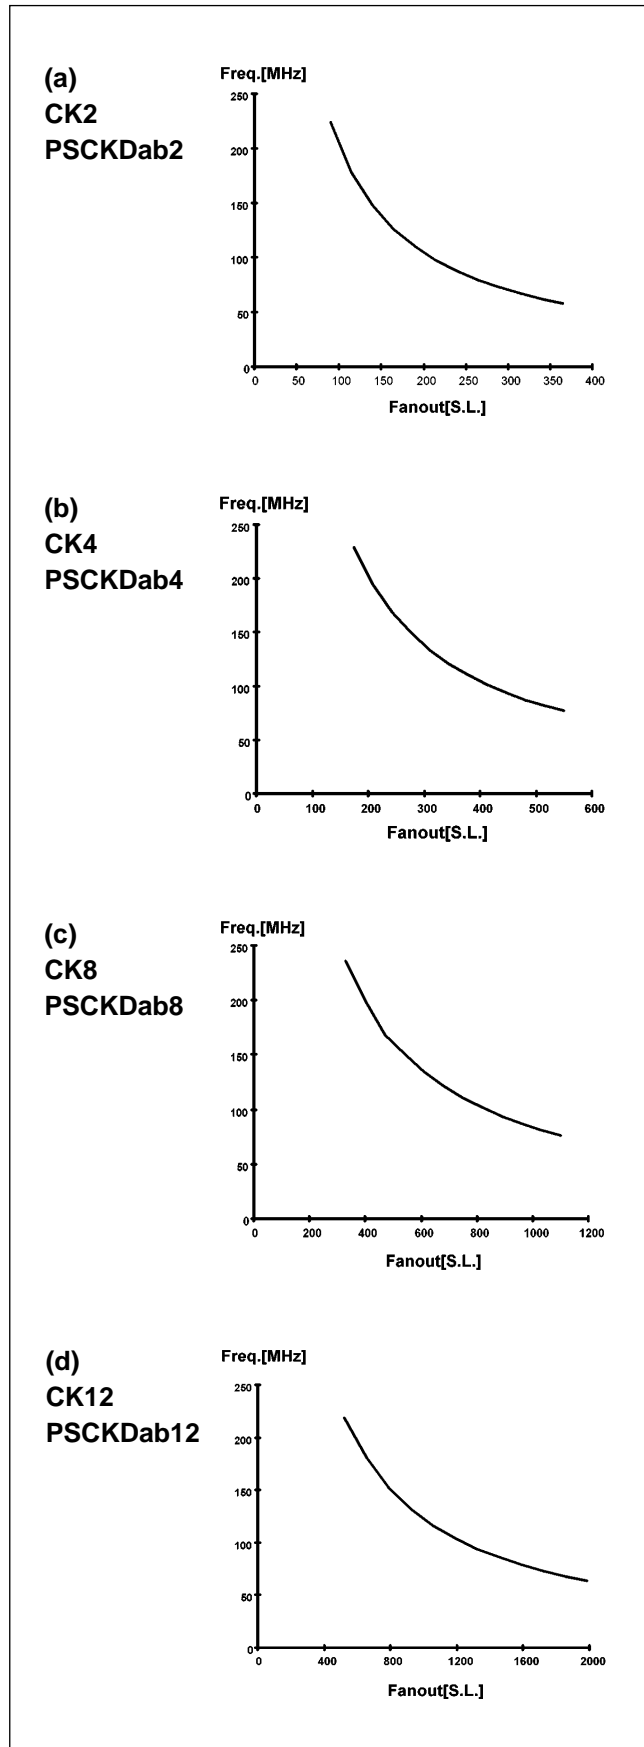 (a)
CK2
PSCKDab2
Freq.[MHz]
250
200
150
100
50
0
0 50 100 150 200 250 300 350 400
Fanout[S.L.]
(b)
CK4
PSCKDab4
Freq.[MHz]
250
200
150
100
50
0
0 100 200 300 400 500 600
Fanout[S.L.]
(c)
CK8
PSCKDab8
Freq.[MHz]
250
200
150
100
50
0
0 200 400 600 800 1000 1200
Fanout[S.L.]
(d)
CK12
PSCKDab12
Freq.[MHz]
250
200
150
100
50
0
0 400 800 1200 1600 2000
Fanout[S.L.]